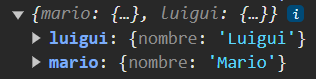 ▼ {mario: {…}, luigui: {…}} i
▶ luigui: {nombre: 'Luigui'}
▶ mario: {nombre: 'Mario'}